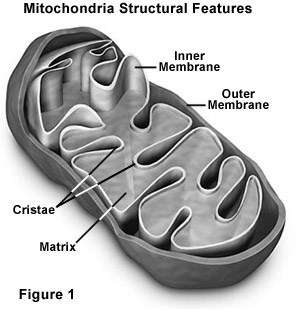 Mitochondria Structural Features
Inner
Membrane
Outer
Membrane
Cristae
Matrix
Figure 1